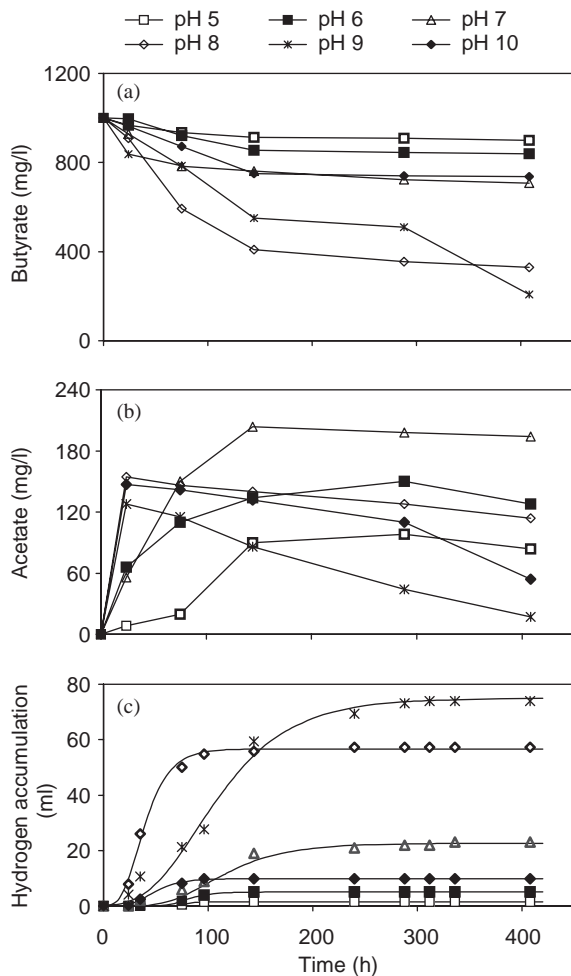 pH 5 pH 6 pH 7
pH 8 pH 9 pH 10
(a)
1200
800
400
0
Butyrate (mg/l)
(b)
240
180
120
60
0
Acetate (mg/l)
(c)
80
60
40
20
0
Hydrogen accumulation
(ml)
0 100 200 300 400
Time (h)